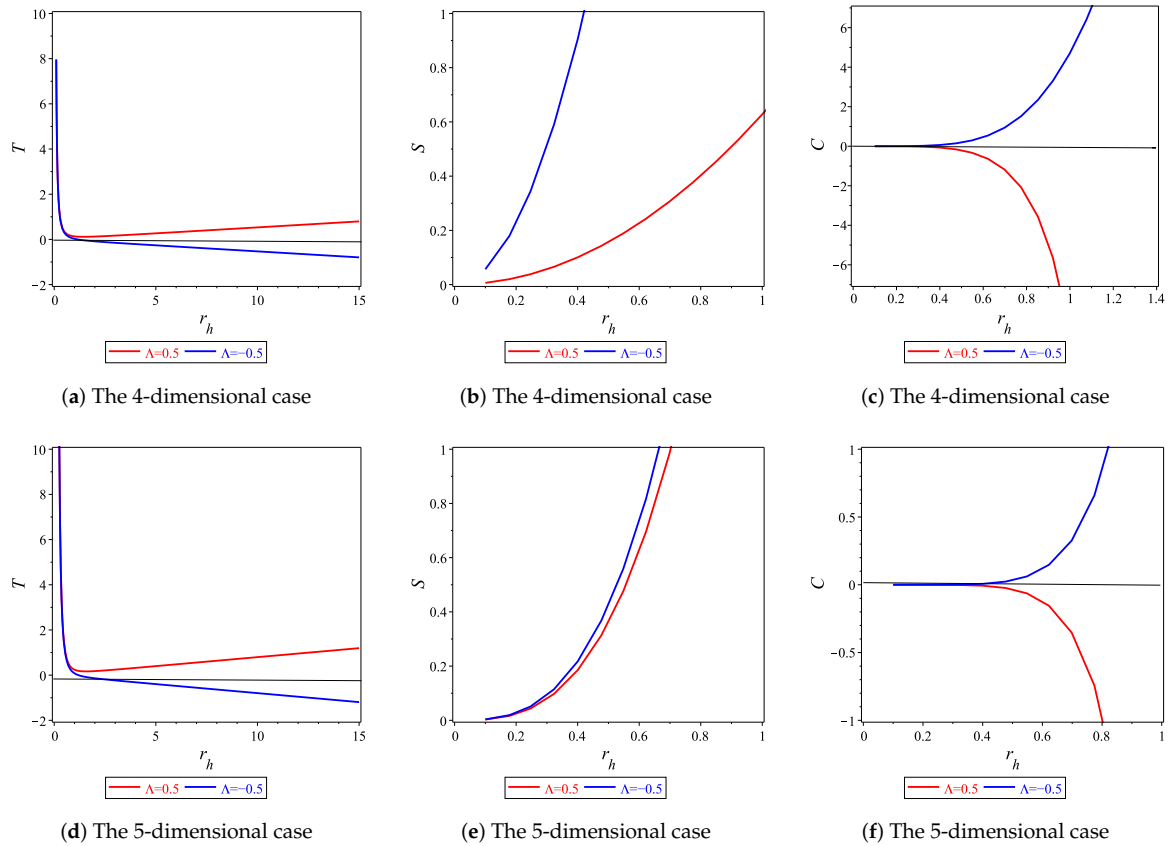 10
8
6
4
2
0
−2
T
0 5 10 15
r_h
Λ=0.5 Λ=−0.5
(a) The 4-dimensional case
1
0.8
0.6
0.4
0.2
0
S
0 0.2 0.4 0.6 0.8 1
r_h
Λ=0.5 Λ=−0.5
(b) The 4-dimensional case
6
4
2
0
−2
−4
−6
C
0 0.2 0.4 0.6 0.8 1 1.2 1.4
r_h
Λ=0.5 Λ=−0.5
(c) The 4-dimensional case
10
8
6
4
2
0
−2
T
0 5 10 15
r_h
Λ=0.5 Λ=−0.5
(d) The 5-dimensional case
1
0.8
0.6
0.4
0.2
0
S
0 0.2 0.4 0.6 0.8 1
r_h
Λ=0.5 Λ=−0.5
(e) The 5-dimensional case
1
0.5
0
−0.5
−1
C
0 0.2 0.4 0.6 0.8 1
r_h
Λ=0.5 Λ=−0.5
(f) The 5-dimensional case